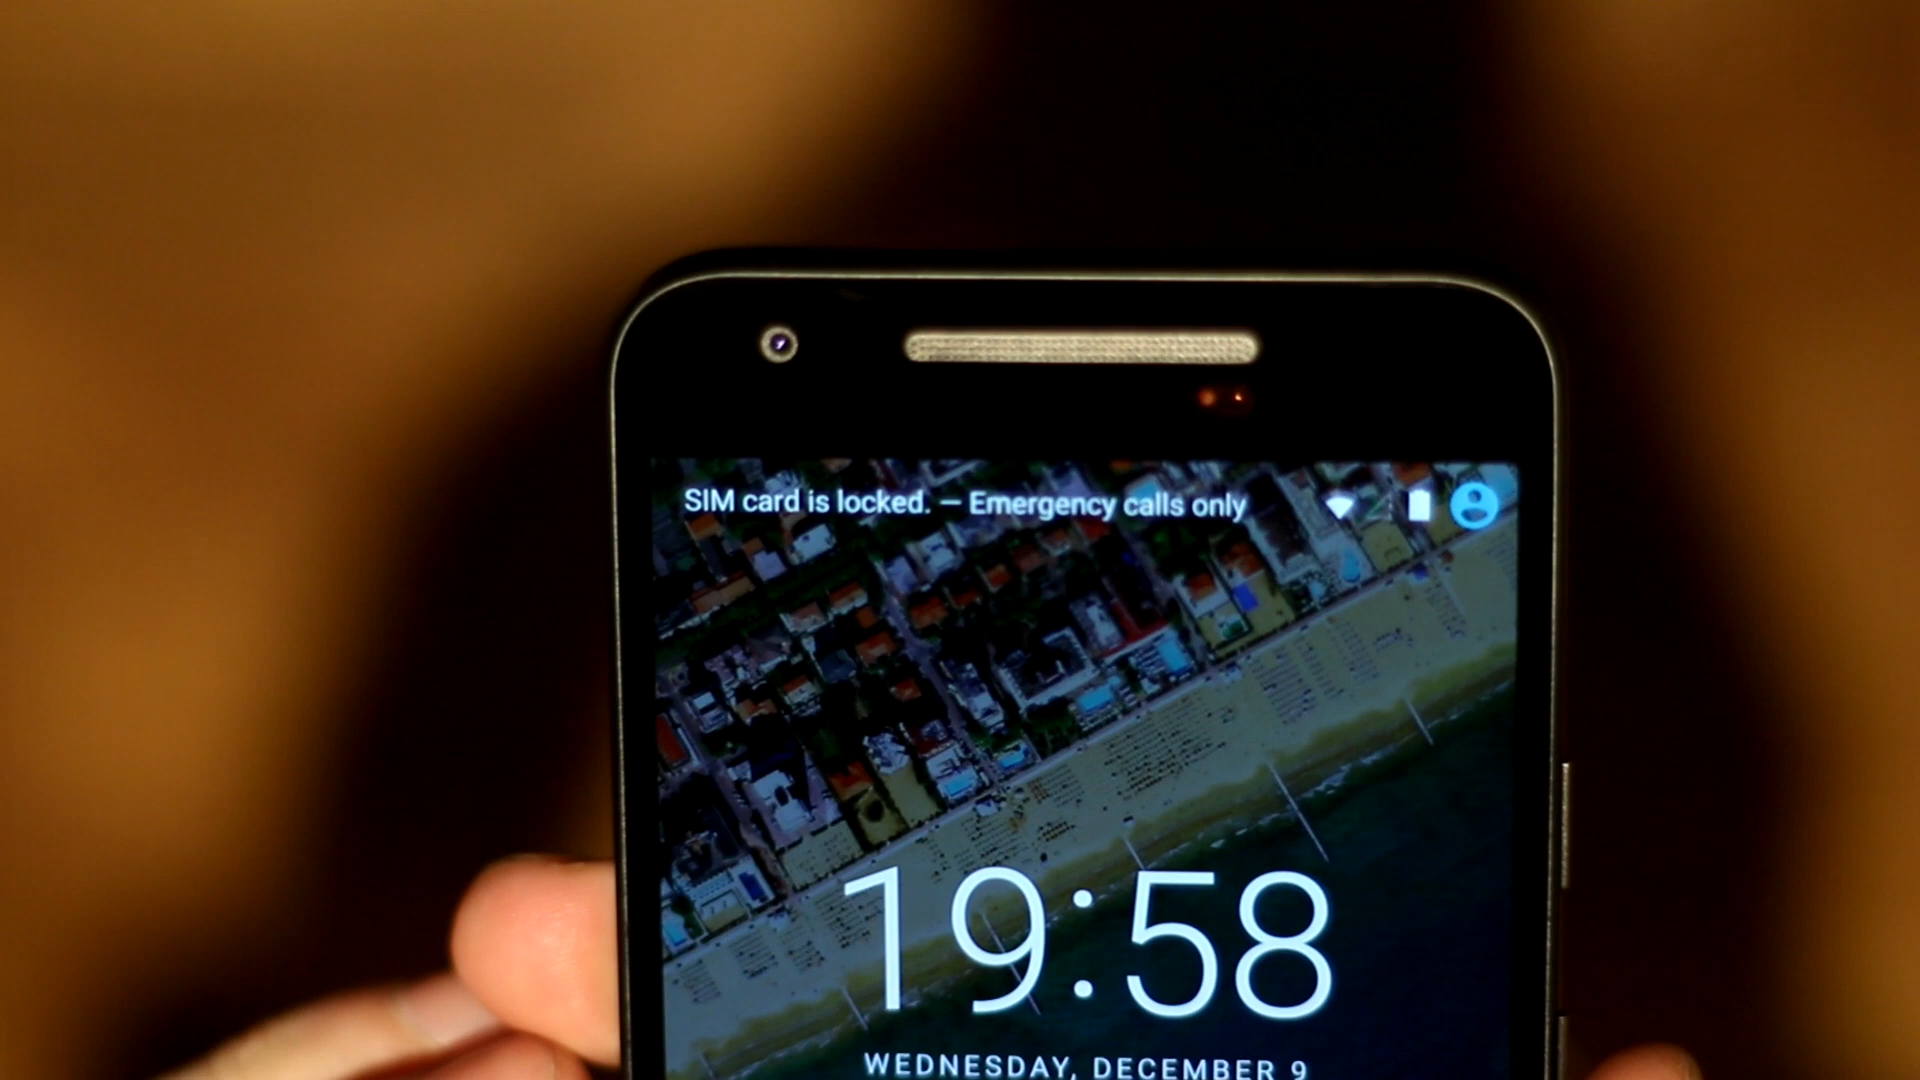 SIM card is locked. — Emergency calls only
19:58
WEDNESDAY, DECEMBER 9